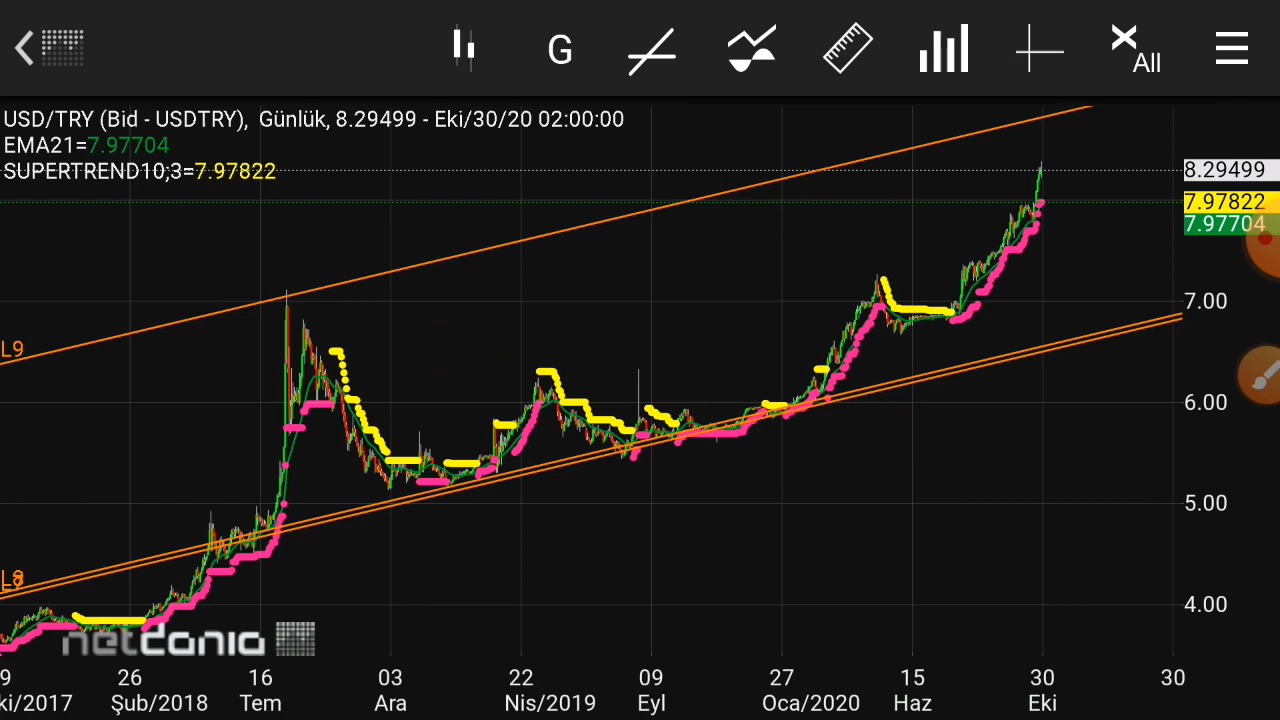 G
All
USD/TRY (Bid - USDTRY),  Günlük, 8.29499 - Eki/30/20 02:00:00
EMA21=7.97704
SUPERTREND10;3=7.97822
8.29499
7.97822
7.97704
7.00
L9
6.00
5.00
4.00
netdania
9 26 16 03 22 09 27 15 30 30
ki/2017 Şub/2018 Tem Ara Nis/2019 Eyl Oca/2020 Haz Eki